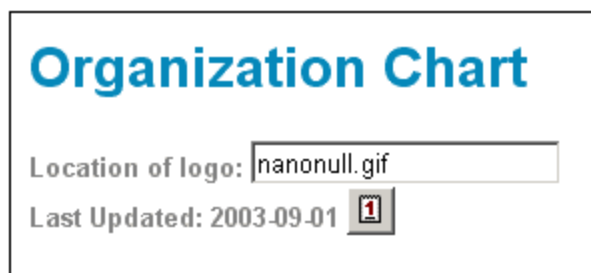 Organization Chart
Location of logo: nanonull.gif
Last Updated: 2003-09-01 1